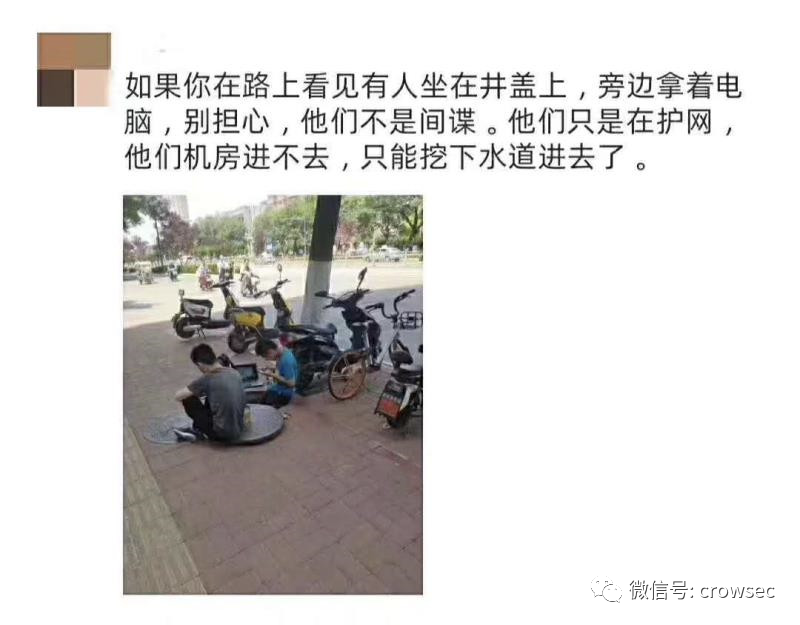 如果你在路上看见有人坐在井盖上，旁边拿着电
脑，别担心，他们不是间谍。他们只是在护网，
他们机房进不去，只能挖下水道进去了。
微信号: crowsec